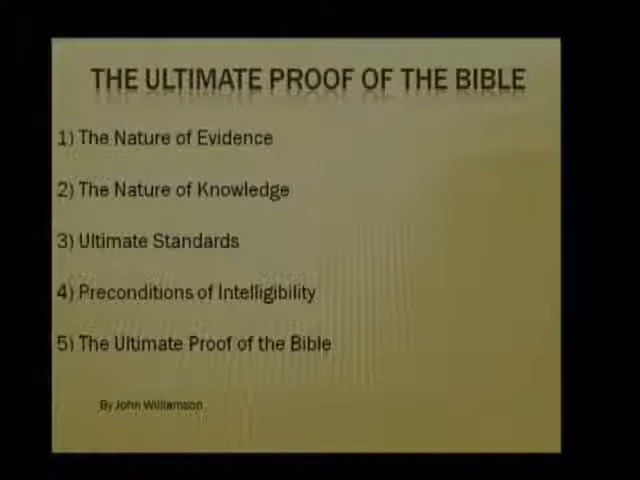 THE ULTIMATE PROOF OF THE BIBLE
1) The Nature of Evidence
2) The Nature of Knowledge
3) Ultimate Standards
4) Preconditions of Intelligibility
5) The Ultimate Proof of the Bible
By John Williamson